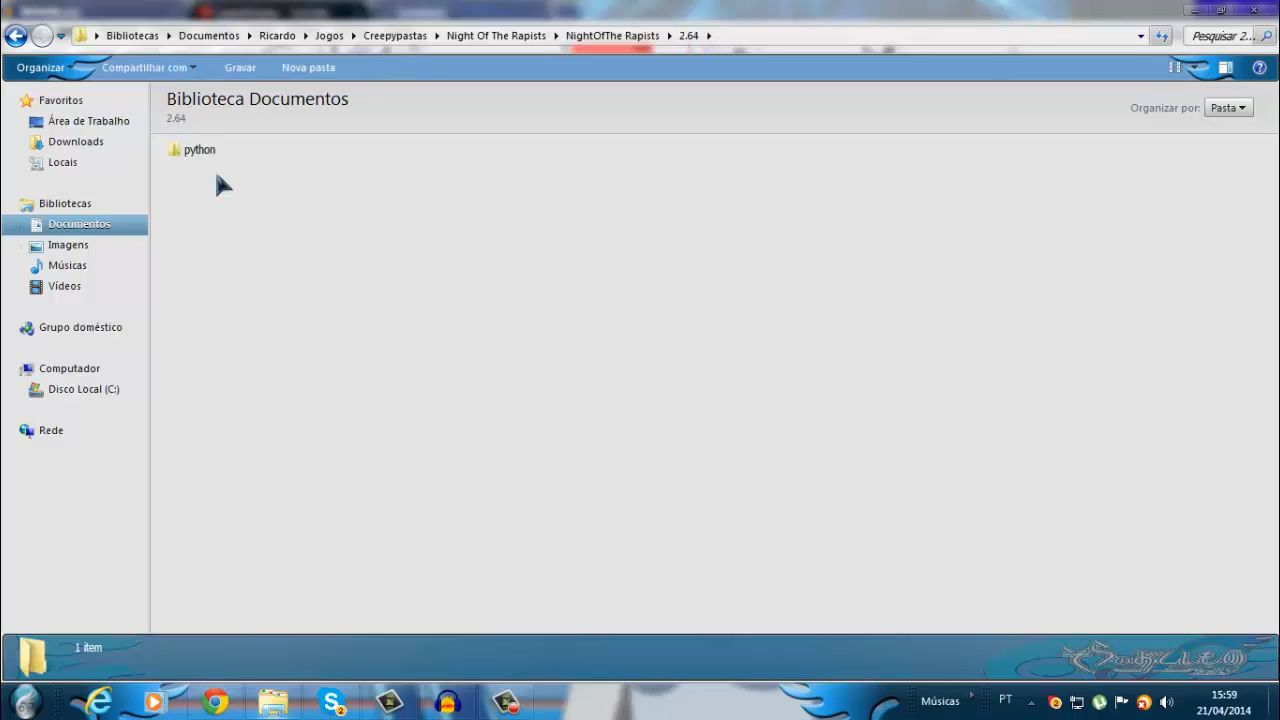 Bibliotecas Documentos Ricardo Jogos Creepypastas Night Of The Rapists NightOfThe Rapists 2.64 Pesquisar 2...
Organizar Compartilhar com Gravar Nova pasta
Biblioteca Documentos
2.64
Organizar por: Pasta
python
Favoritos
Área de Trabalho
Downloads
Locais
Bibliotecas
Documentos
Imagens
Músicas
Vídeos
Grupo doméstico
Computador
Disco Local (C:)
Rede
1 item
Músicas PT 15:59
21/04/2014